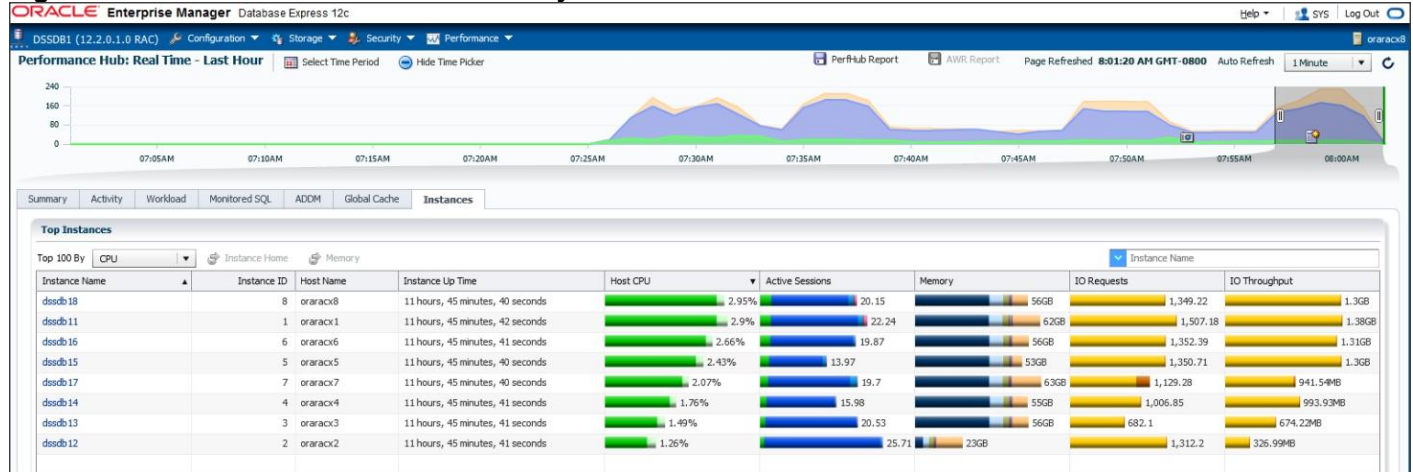 ORACLE Enterprise Manager Database Express 12c Help SYS Log Out
DSSDB1 (12.2.0.1.0 RAC) Configuration Storage Security Performance oraracx8
Performance Hub: Real Time - Last Hour Select Time Period Hide Time Picker PerfHub Report AWR Report Page Refreshed 8:01:20 AM GMT-0800 Auto Refresh 1 Minute
240
160
80
0
07:05AM 07:10AM 07:15AM 07:20AM 07:25AM 07:30AM 07:35AM 07:40AM 07:45AM 07:50AM 07:55AM 08:00AM
Summary Activity Workload Monitored SQL ADDM Global Cache Instances
Top Instances
Top 100 By CPU Instance Home Memory Instance Name
Instance Name Instance ID Host Name Instance Up Time Host CPU Active Sessions Memory IO Requests IO Throughput
dssdb18 8 oraracx8 11 hours, 45 minutes, 40 seconds 2.95% 20.15 56GB 1,349.22 1.3GB
dssdb11 1 oraracx1 11 hours, 45 minutes, 42 seconds 2.9% 22.24 62GB 1,507.18 1.38GB
dssdb16 6 oraracx6 11 hours, 45 minutes, 41 seconds 2.66% 19.87 56GB 1,352.39 1.31GB
dssdb15 5 oraracx5 11 hours, 45 minutes, 40 seconds 2.43% 13.97 53GB 1,350.71 1.3GB
dssdb17 7 oraracx7 11 hours, 45 minutes, 40 seconds 2.07% 19.7 63GB 1,129.28 941.54MB
dssdb14 4 oraracx4 11 hours, 45 minutes, 41 seconds 1.76% 15.98 55GB 1,006.85 993.93MB
dssdb13 3 oraracx3 11 hours, 45 minutes, 41 seconds 1.49% 20.53 56GB 682.1 674.22MB
dssdb12 2 oraracx2 11 hours, 45 minutes, 41 seconds 1.26% 25.71 23GB 1,312.2 326.99MB